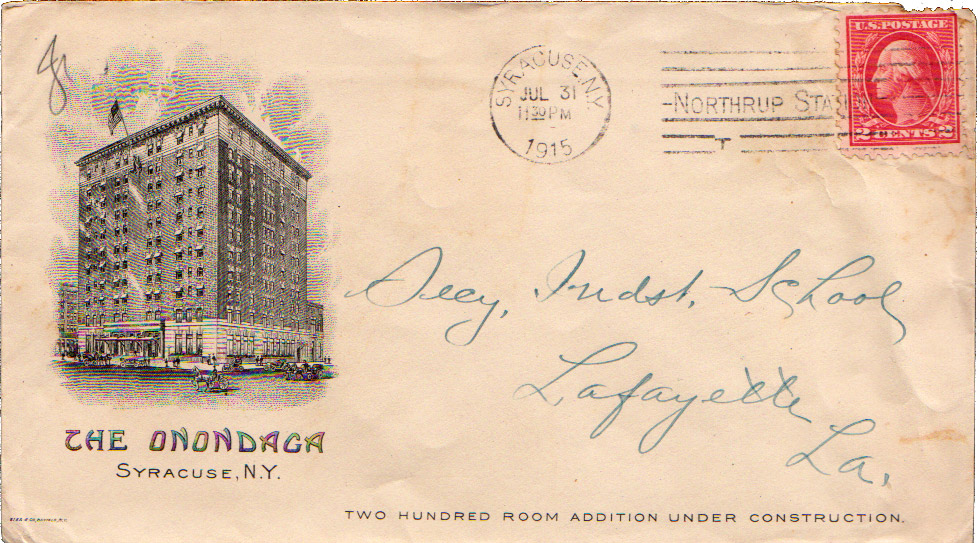 SYRACUSE, N.Y.
JUL 31
11 30 PM
1915
NORTHRUP STA
T
U.S. POSTAGE
2 CENTS 2
Secy, Indst. School
Lafayette
La.
THE ONONDAGA
SYRACUSE, N.Y.
TWO HUNDRED ROOM ADDITION UNDER CONSTRUCTION.